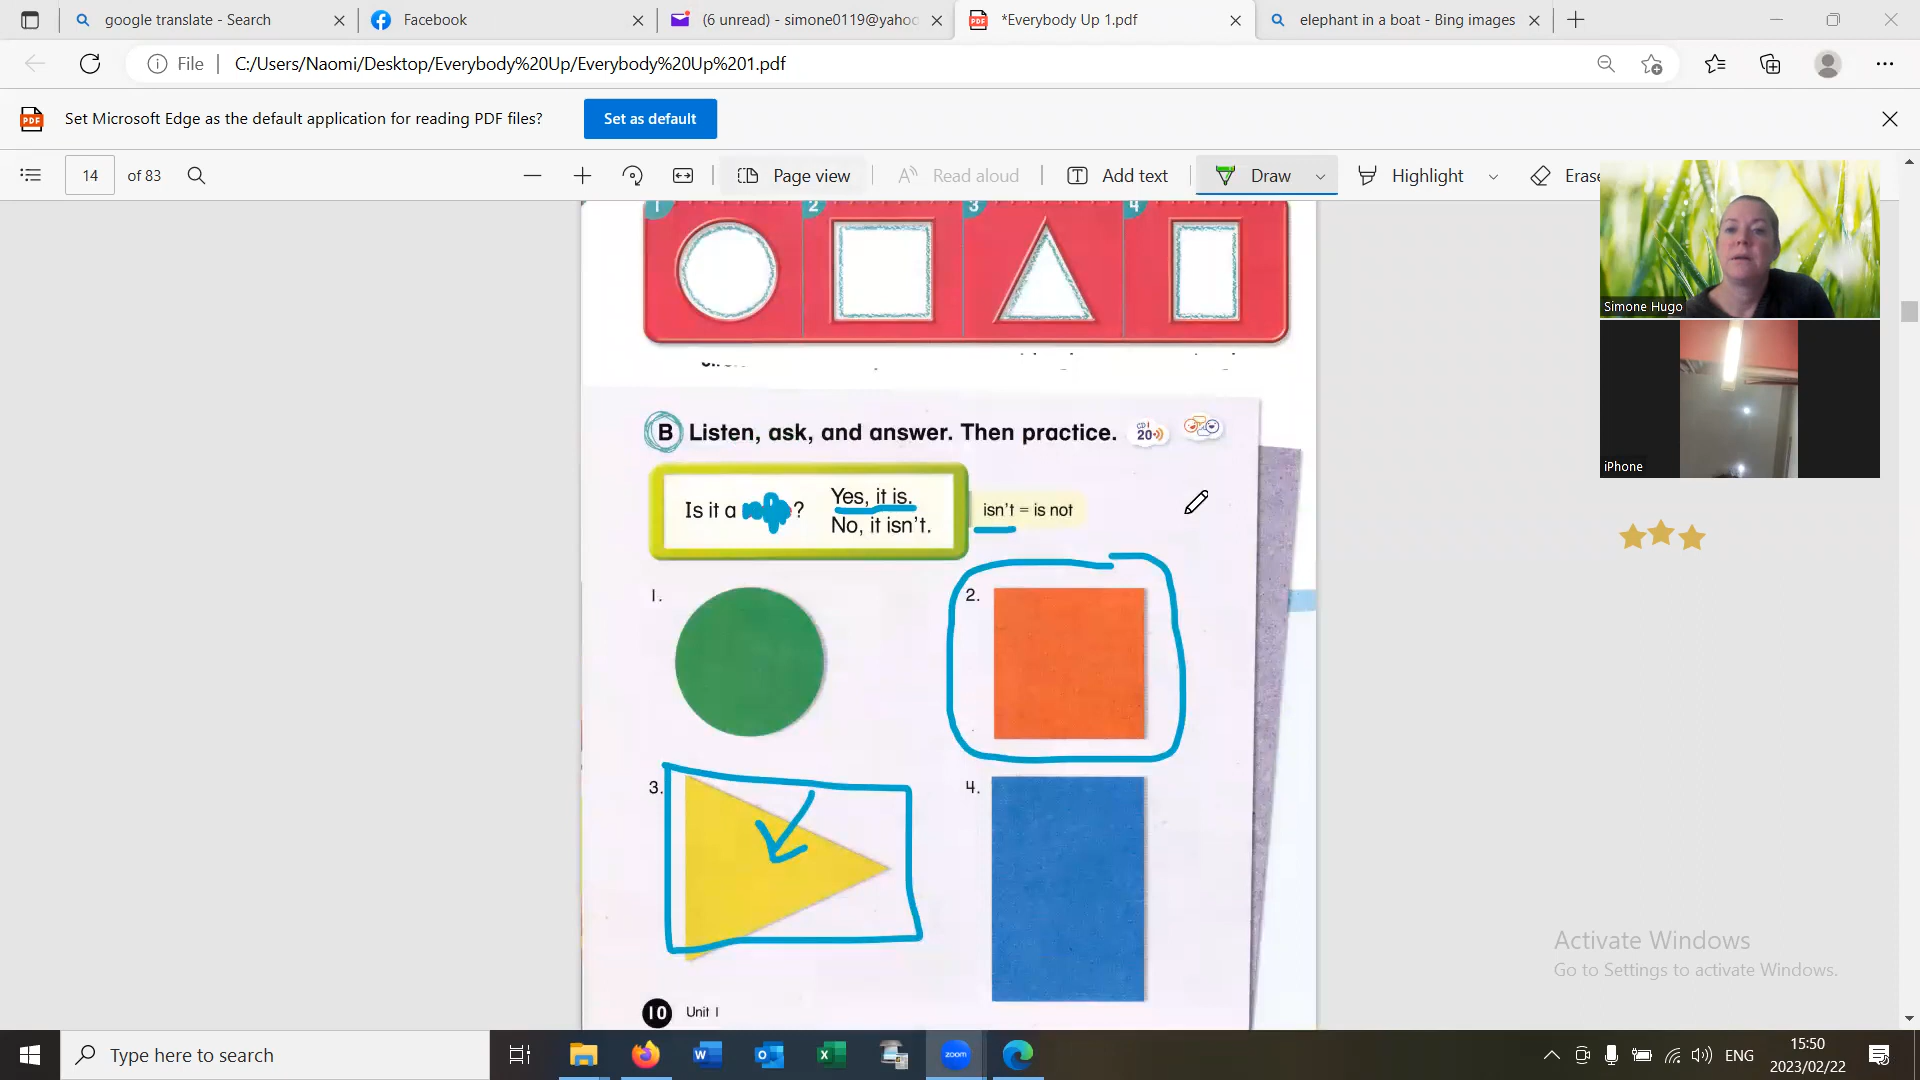 google translate - Search
Facebook
(6 unread) - simone0119@yahoo
*Everybody Up 1.pdf
elephant in a boat - Bing images
File
C:/Users/Naomi/Desktop/Everybody%20Up/Everybody%20Up%201.pdf
PDF
Set Microsoft Edge as the default application for reading PDF files?
Set as default
14
of 83
Page view
Read aloud
Add text
Draw
Highlight
Erase
1 2 3 4
Simone Hugo
iPhone
B Listen, ask, and answer. Then practice.
CD1
20
Is it a ?
Yes, it is.
No, it isn't.
isn't = is not
1.
2.
3.
4.
10 Unit 1
Activate Windows
Go to Settings to activate Windows.
Type here to search
zoom
ENG
15:50
2023/02/22